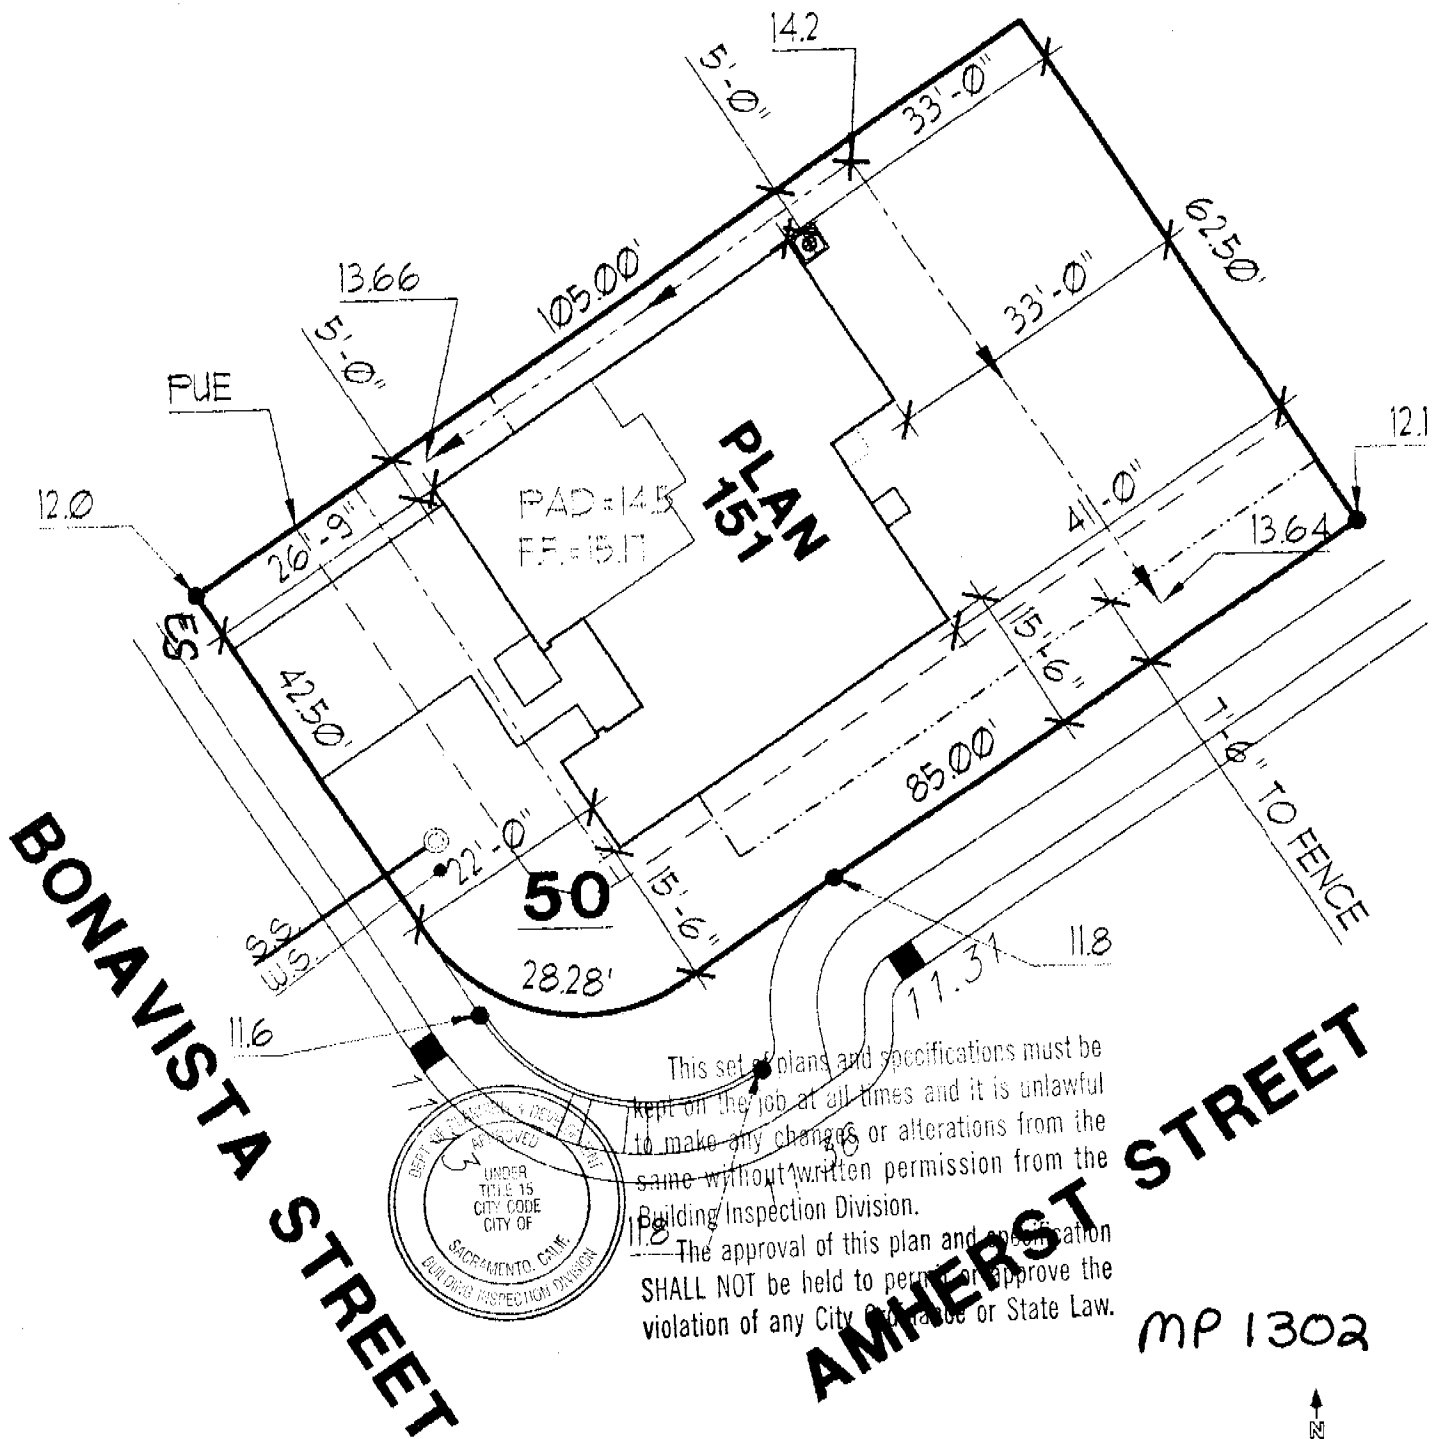 14.2
5'-0"
33'-0"
62.50'
105.00'
13.66
5'-0"
33'-0"
PUE
12.1
PLAN
151
41'-0"
12.0
26'-9"
PAD=14.5
F.F.=15.17
13.64
ES
15'-6"
42.50'
7'-6" TO FENCE
85.00'
22'-0"
50
15'-6"
S.S.
W.S.
28.28'
11.8
11.31
11.6
BONAVISTA STREET
AMHERST STREET
11.8
This set of plans and specifications must be
kept on the job at all times and it is unlawful
to make any changes or alterations from the
same without written permission from the
Building Inspection Division.
The approval of this plan and specification
SHALL NOT be held to permit or approve the
violation of any City Ordinance or State Law.
APPROVED
UNDER
TITLE 15
CITY CODE
CITY OF
SACRAMENTO, CALIF.
BUILDING INSPECTION DIVISION
MP 1302
N